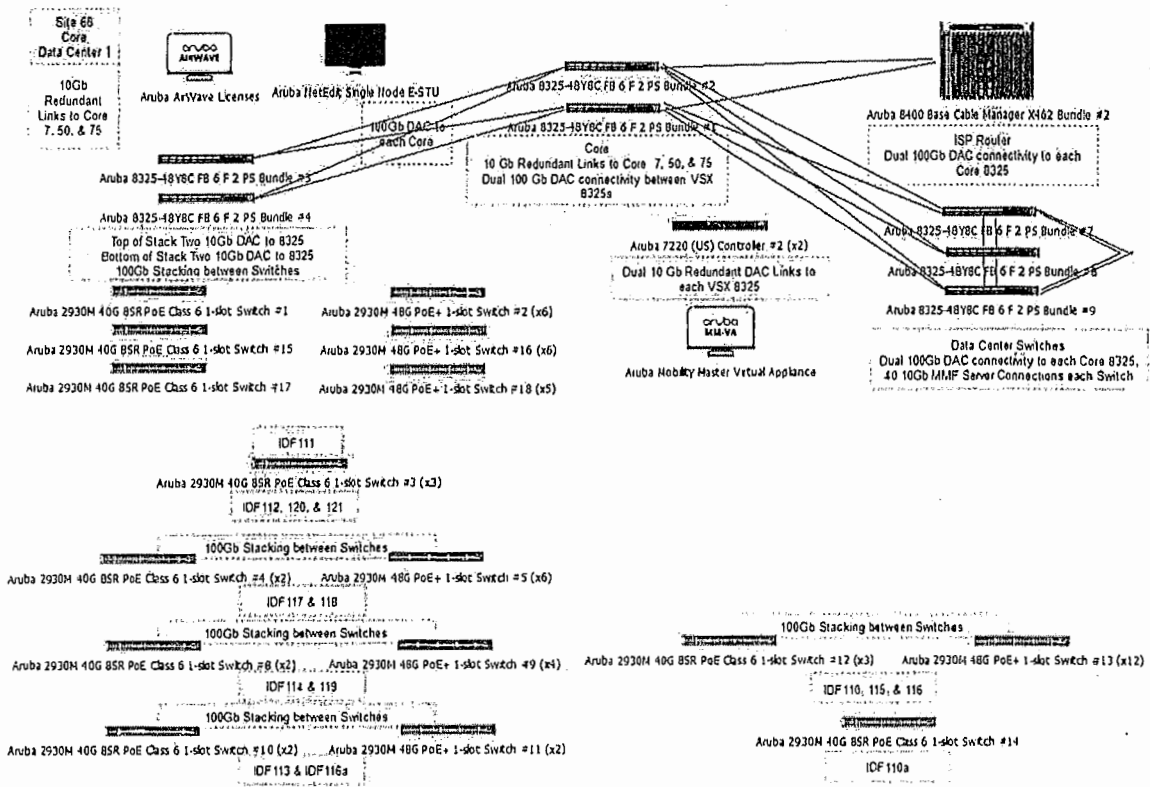 Site 66
Core
Data Center 1
10Gb
Redundant
Links to Core
7, 50, & 75
aruba
AIRWAVE
Aruba AirWave Licenses
Aruba NetEdit Single Node E-STU
100Gb DAC to
each Core
Aruba 8325-48Y8C FB 6 F 2 PS Bundle #2
Aruba 8325-48Y8C FB 6 F 2 PS Bundle #1
Core
10 Gb Redundant Links to Core 7, 50, & 75
Dual 100 Gb DAC connectivity between VSX
8325s
Aruba 8400 Base Cable Manager X462 Bundle #2
ISP Router
Dual 100Gb DAC connectivity to each
Core 8325
Aruba 8325-48Y8C FB 6 F 2 PS Bundle
Aruba 8325-48Y8C FB 6 F 2 PS Bundle #4
Top of Stack Two 10Gb DAC to 8325
Bottom of Stack Two 10Gb DAC to 8325
100Gb Stacking between Switches
Aruba 7220 (US) Controller #2 (x2)
Dual 10 Gb Redundant DAC Links to
each VSX 8325
aruba
MM-VA
Aruba Mobility Master Virtual Appliance
Aruba 8325-48Y8C FB 6 F 2 PS Bundle #7
Aruba 8325-48Y8C FB 6 F 2 PS Bundle #8
Aruba 8325-48Y8C FB 6 F 2 PS Bundle #9
Data Center Switches
Dual 100Gb DAC connectivity to each Core 8325,
40 10Gb MMF Server Connections each Switch
Aruba 2930M 40G 8SR PoE Class 6 1-slot Switch #1
Aruba 2930M 48G PoE+ 1-slot Switch #2 (x6)
Aruba 2930M 40G 8SR PoE Class 6 1-slot Switch #15
Aruba 2930M 48G PoE+ 1-slot Switch #16 (x6)
Aruba 2930M 40G 8SR PoE Class 6 1-slot Switch #17
Aruba 2930M 48G PoE+ 1-slot Switch #18 (x5)
IDF111
Aruba 2930M 40G 8SR PoE Class 6 1-slot Switch #3 (x3)
IDF112, 120, & 121
100Gb Stacking between Switches
Aruba 2930M 40G 8SR PoE Class 6 1-slot Switch #4 (x2)
Aruba 2930M 48G PoE+ 1-slot Switch #5 (x6)
IDF117 & 118
100Gb Stacking between Switches
Aruba 2930M 40G 8SR PoE Class 6 1-slot Switch #8 (x2)
Aruba 2930M 48G PoE+ 1-slot Switch #9 (x4)
IDF114 & 119
100Gb Stacking between Switches
Aruba 2930M 40G 8SR PoE Class 6 1-slot Switch #10 (x2)
Aruba 2930M 48G PoE+ 1-slot Switch #11 (x2)
IDF113 & IDF116a
100Gb Stacking between Switches
Aruba 2930M 40G 8SR PoE Class 6 1-slot Switch #12 (x3)
Aruba 2930M 48G PoE+ 1-slot Switch #13 (x12)
IDF110, 115, & 116
Aruba 2930M 40G 8SR PoE Class 6 1-slot Switch #14
IDF110a